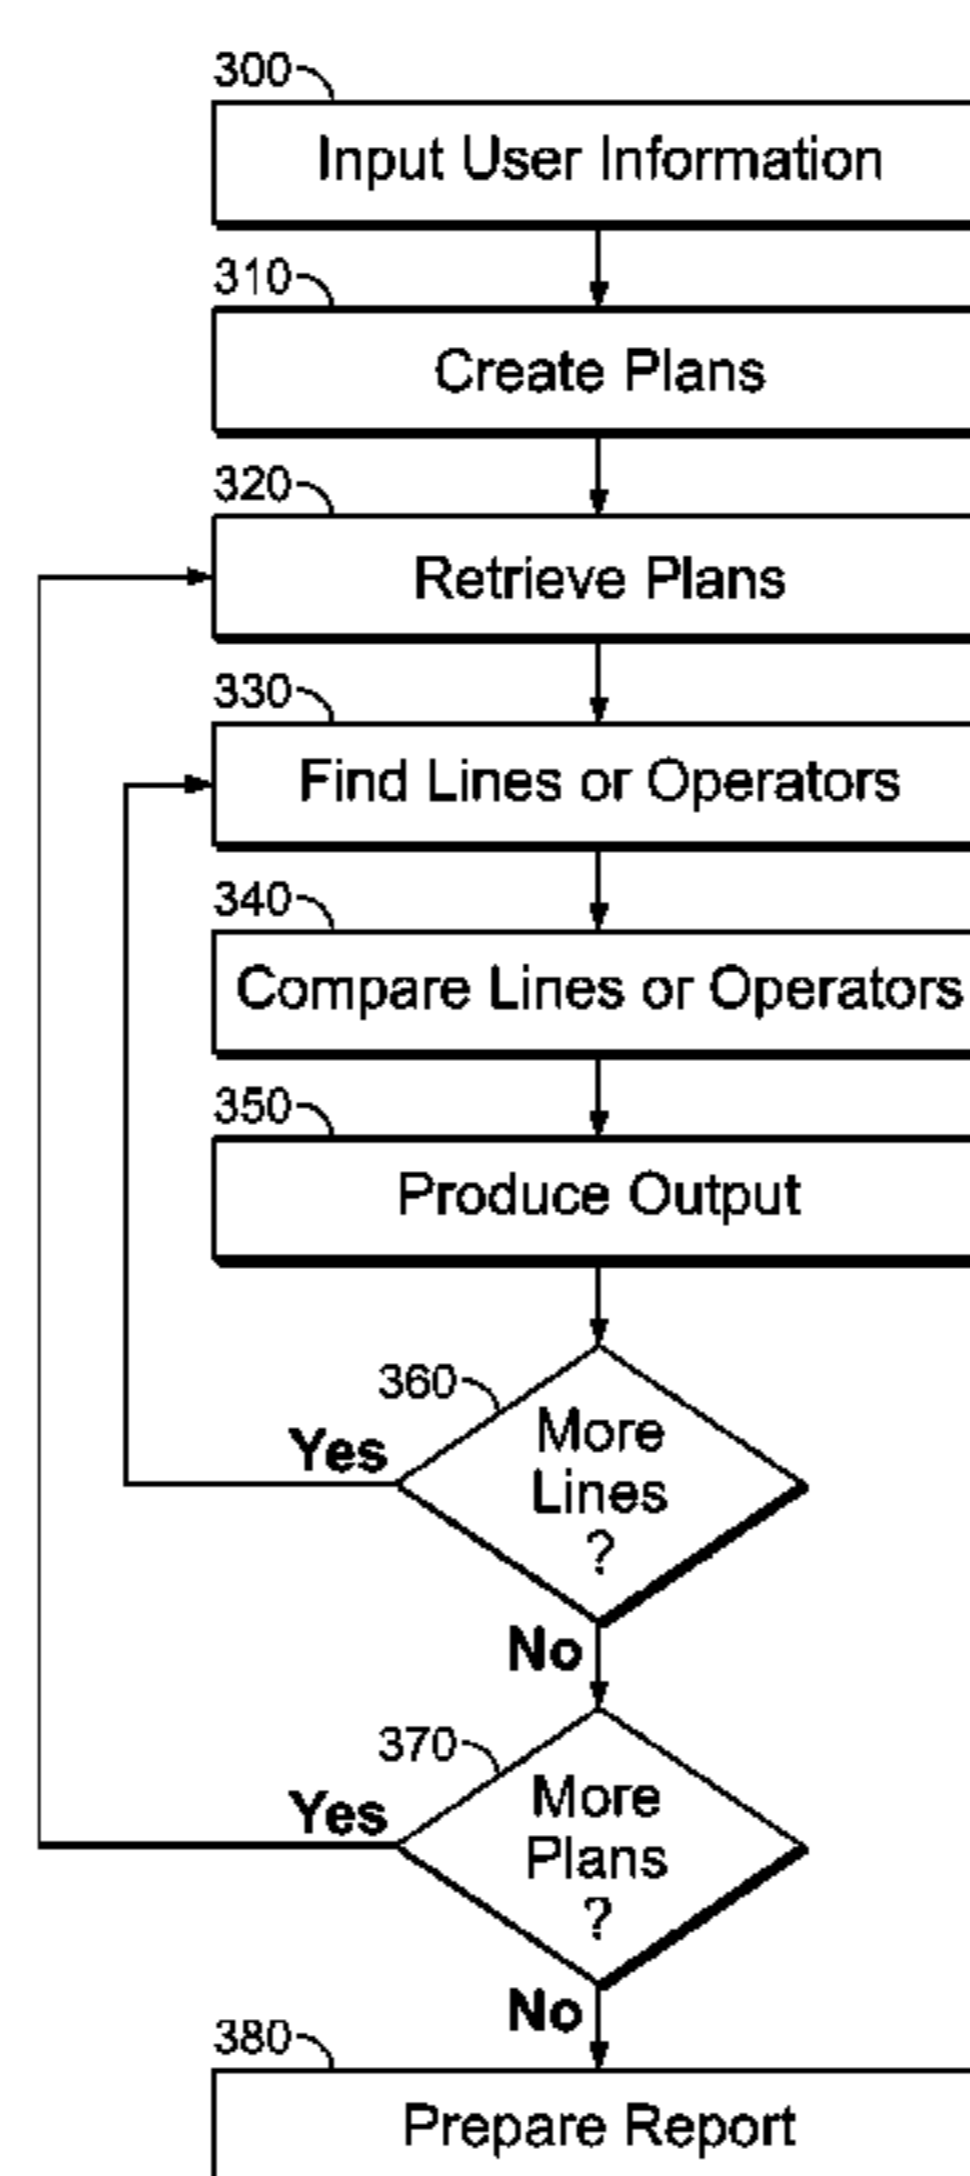 300
Input User Information
310
Create Plans
320
Retrieve Plans
330
Find Lines or Operators
340
Compare Lines or Operators
350
Produce Output
360
More
Lines
?
Yes
No
370
More
Plans
?
Yes
No
380
Prepare Report